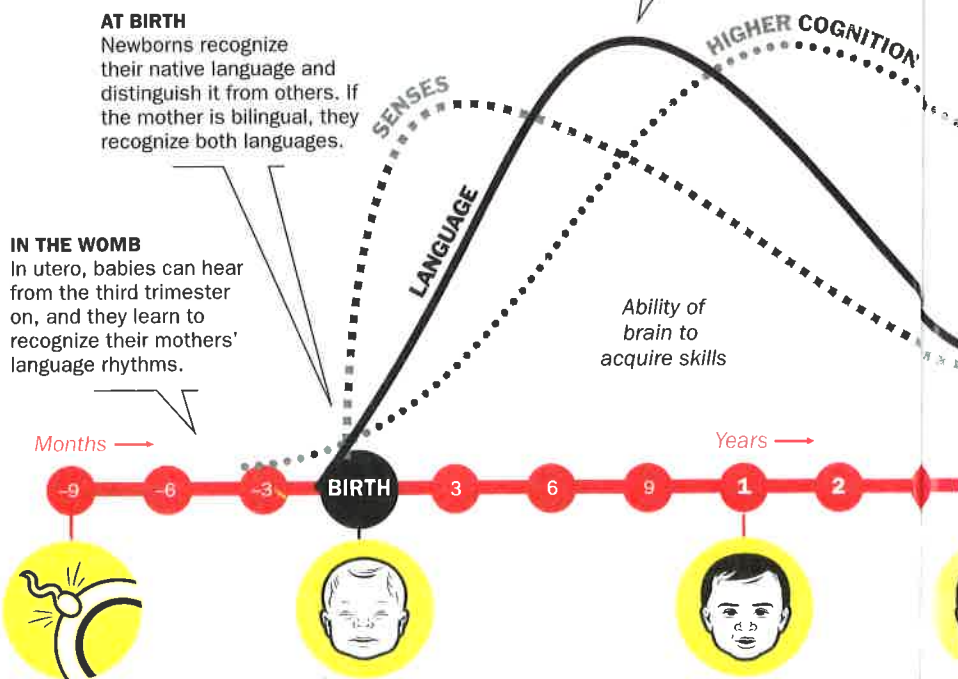 AT BIRTH
Newborns recognize
their native language and
distinguish it from others. If
the mother is bilingual, they
recognize both languages.
SENSES
HIGHER COGNITION
LANGUAGE
IN THE WOMB
In utero, babies can hear
from the third trimester
on, and they learn to
recognize their mothers’
language rhythms.
Ability of
brain to
acquire skills
Months
Years
–9
–6
–3
BIRTH
3
6
9
1
2